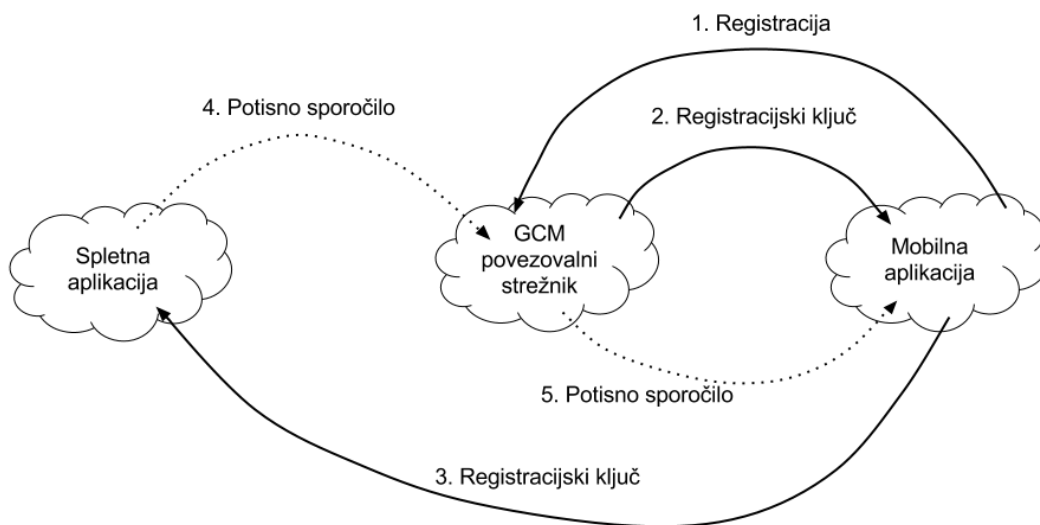 1. Registracija
4. Potisno sporočilo
2. Registracijski ključ
Spletna
aplikacija
GCM
povezovalni
strežnik
Mobilna
aplikacija
5. Potisno sporočilo
3. Registracijski ključ